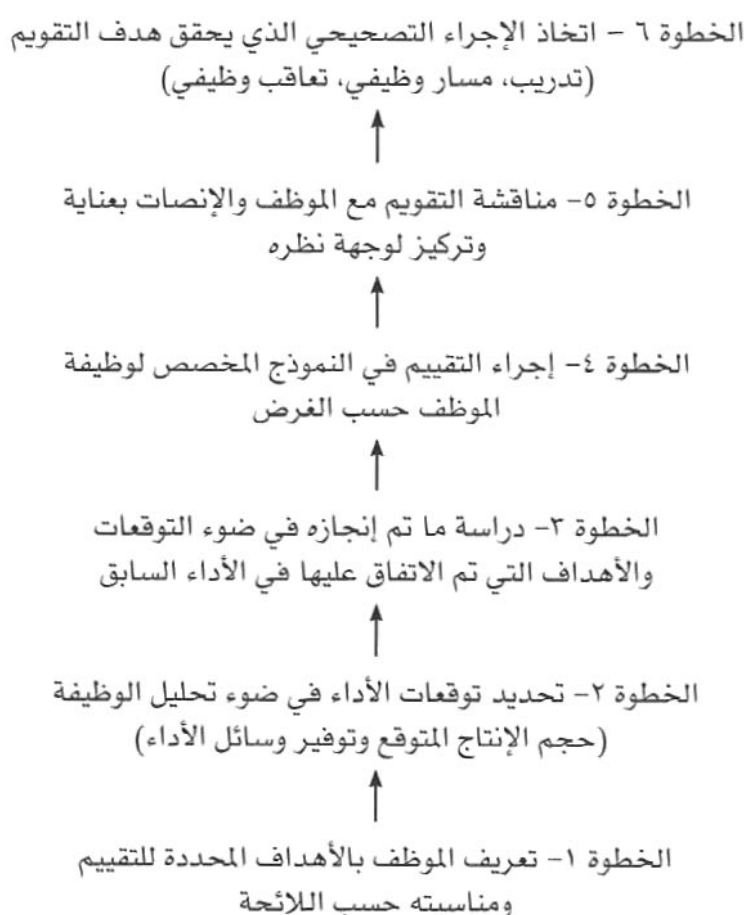 الخطوة ٦ – اتخاذ الإجراء التصحيحي الذي يحقق هدف التقويم
(تدريب، مسار وظيفي، تعاقب وظيفي)
الخطوة ٥– مناقشة التقويم مع الموظف والإنصات بعناية
وتركيز لوجهة نظره
الخطوة ٤– إجراء التقييم في النموذج المخصص لوظيفة
الموظف حسب الغرض
الخطوة ٣– دراسة ما تم إنجازه في ضوء التوقعات
والأهداف التي تم الاتفاق عليها في الأداء السابق
الخطوة ٢– تحديد توقعات الأداء في ضوء تحليل الوظيفة
(حجم الإنتاج المتوقع وتوفير وسائل الأداء)
الخطوة ١– تعريف الموظف بالأهداف المحددة للتقييم
ومناسبته حسب اللائحة